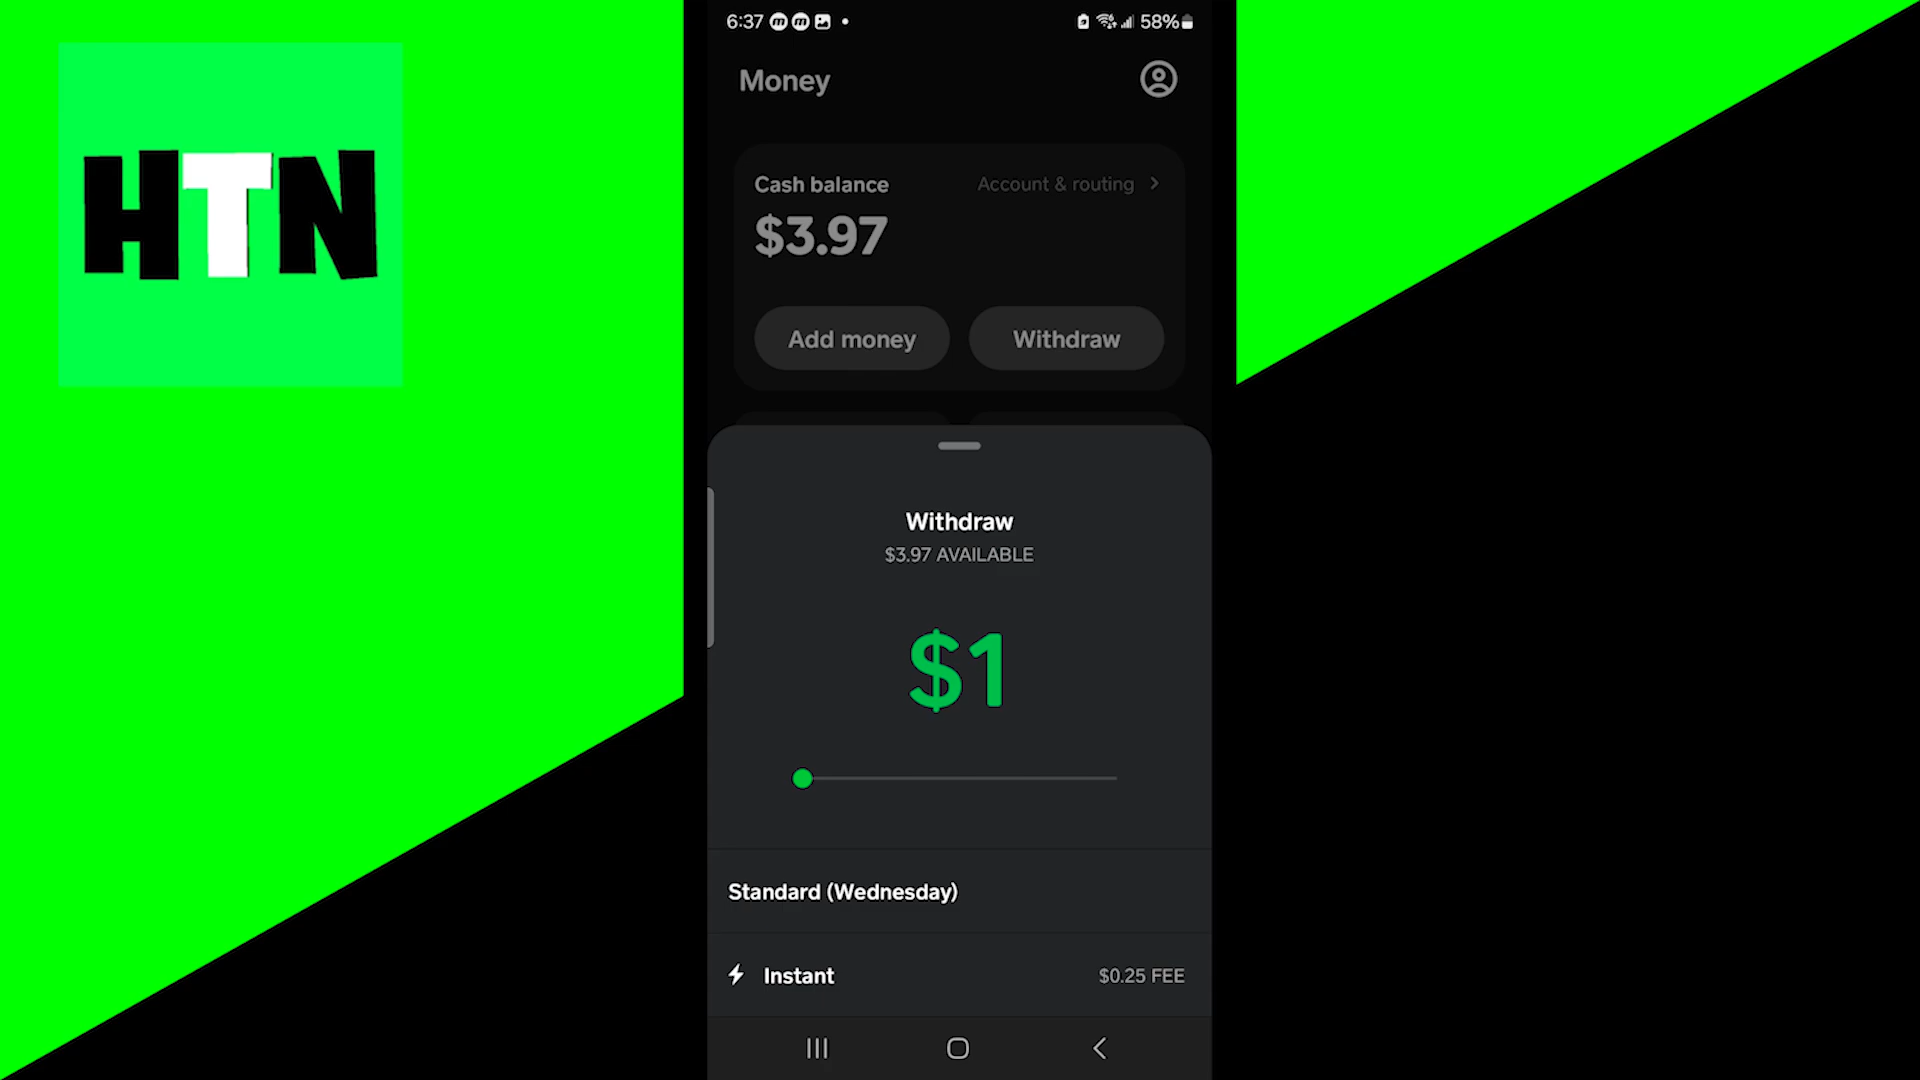 HTN
6:37
58%
Money
Cash balance
Account & routing
$3.97
Add money
Withdraw
Withdraw
$3.97 AVAILABLE
$1
Standard (Wednesday)
Instant
$0.25 FEE